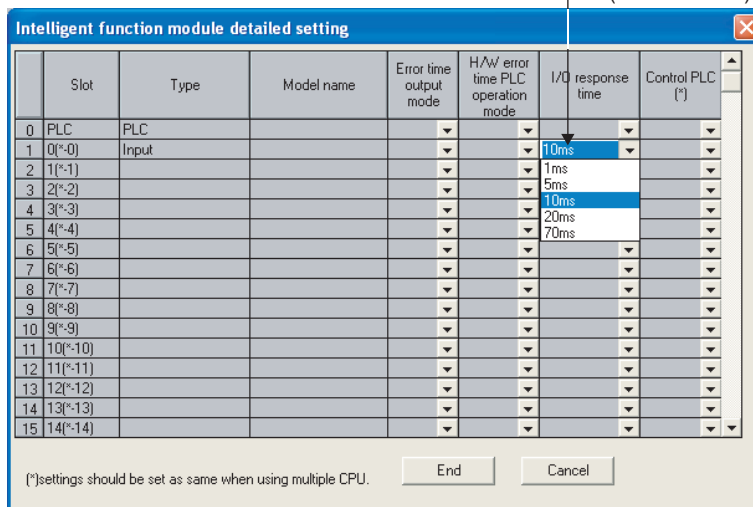 Intelligent function module detailed setting
Slot Type Model name Error time output mode H/W error time PLC operation mode I/O response time Control PLC (*)
0 PLC PLC
1 0(*-0) Input 10ms
2 1(*-1) 1ms
3 2(*-2) 5ms
4 3(*-3) 10ms
5 4(*-4) 20ms
70ms
6 5(*-5)
7 6(*-6)
8 7(*-7)
9 8(*-8)
10 9(*-9)
11 10(*-10)
12 11(*-11)
13 12(*-12)
14 13(*-13)
15 14(*-14)
(*)settings should be set as same when using multiple CPU.
End Cancel